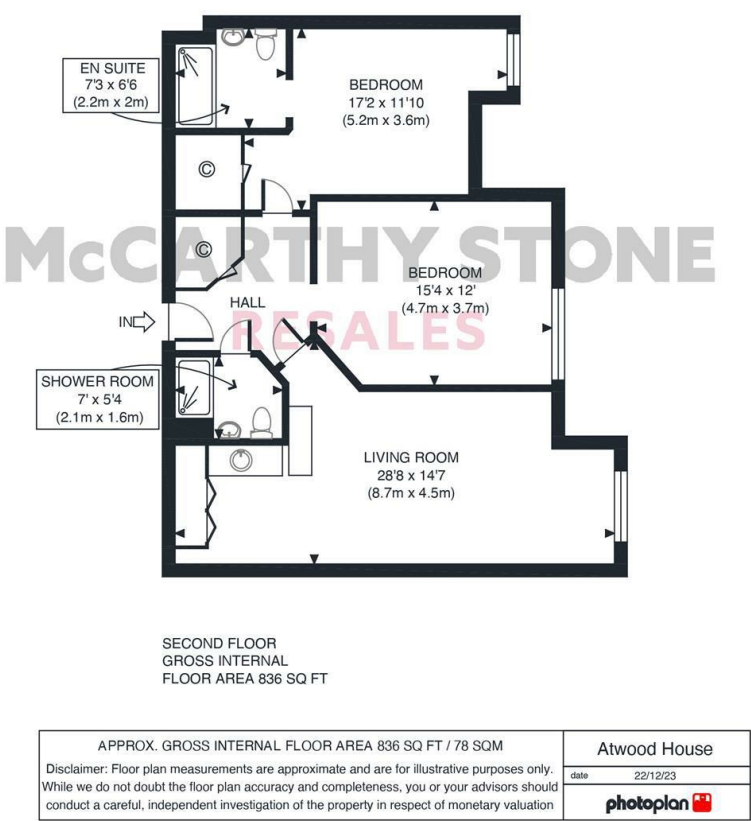 EN SUITE
7'3 x 6'6
(2.2m x 2m)
BEDROOM
17'2 x 11'10
(5.2m x 3.6m)
C
C
McCARTHY STONE
RESALES
BEDROOM
15'4 x 12'
(4.7m x 3.7m)
HALL
IN
SHOWER ROOM
7' x 5'4
(2.1m x 1.6m)
LIVING ROOM
28'8 x 14'7
(8.7m x 4.5m)
SECOND FLOOR
GROSS INTERNAL
FLOOR AREA 836 SQ FT
APPROX. GROSS INTERNAL FLOOR AREA 836 SQ FT / 78 SQM
Disclaimer: Floor plan measurements are approximate and are for illustrative purposes only.
While we do not doubt the floor plan accuracy and completeness, you or your advisors should
conduct a careful, independent investigation of the property in respect of monetary valuation
Atwood House
date 22/12/23
photoplan